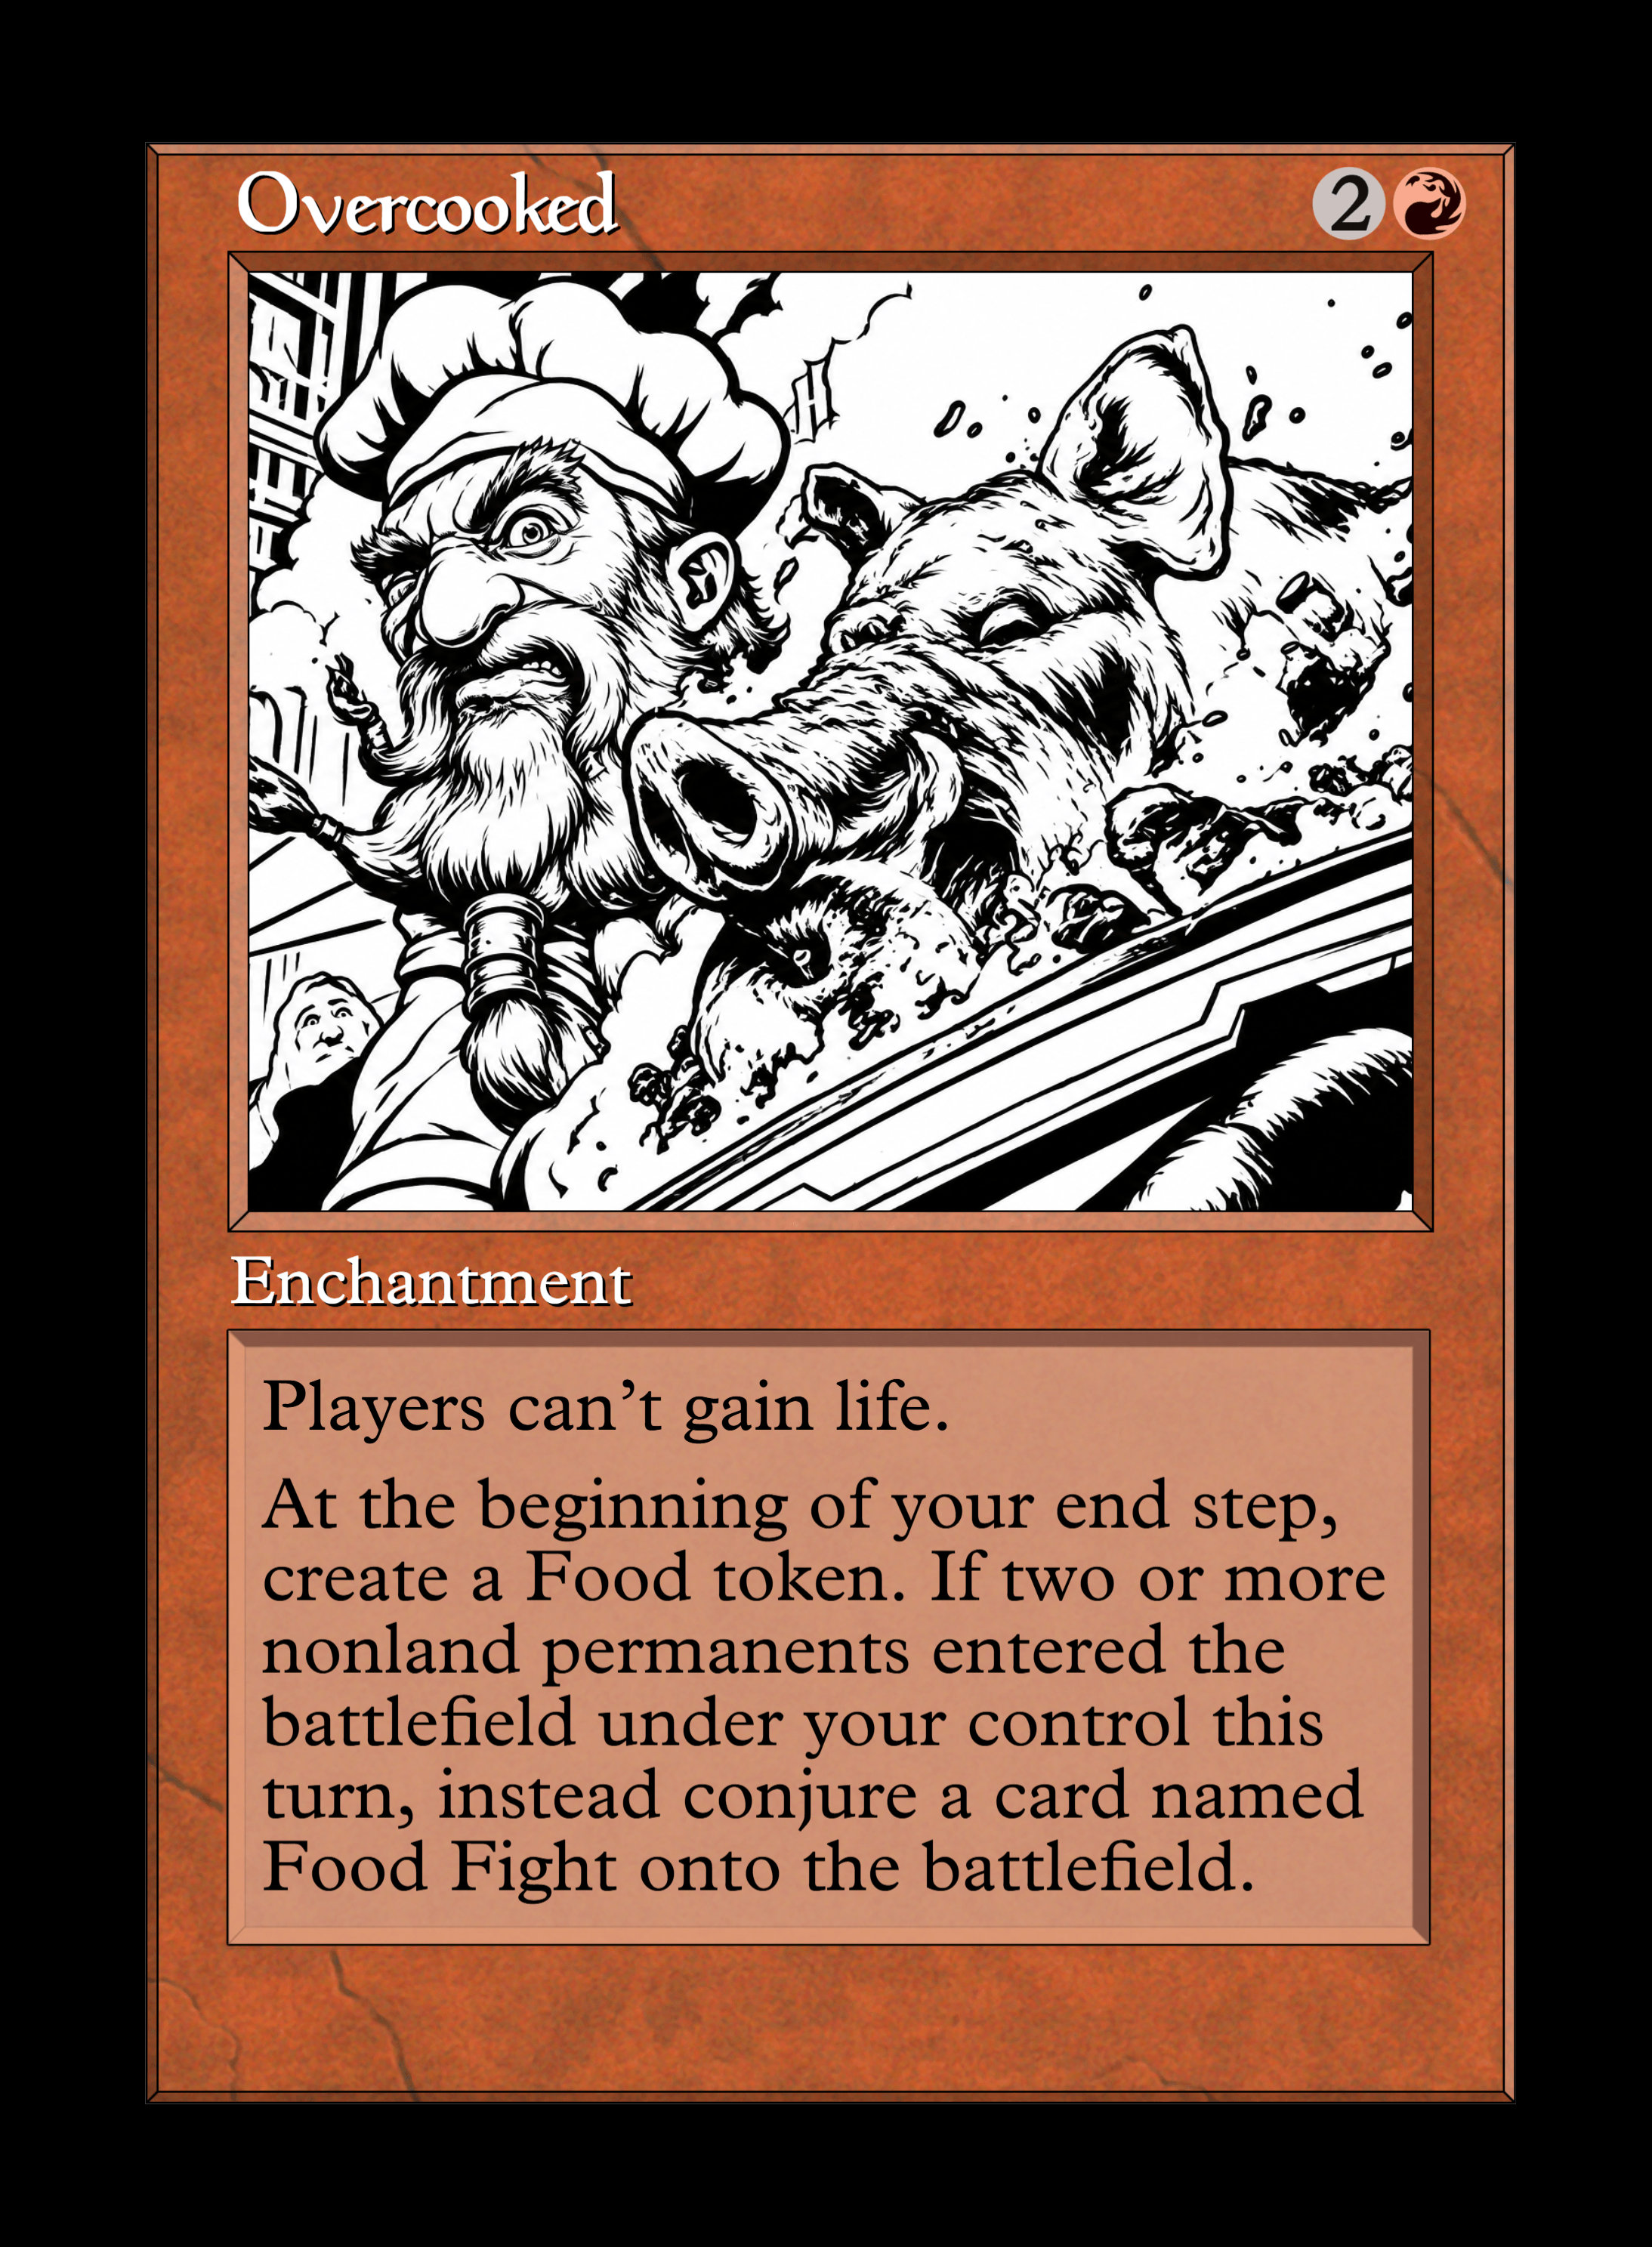 Overcooked 2
Enchantment
Players can’t gain life.
At the beginning of your end step,
create a Food token. If two or more
nonland permanents entered the
battlefield under your control this
turn, instead conjure a card named
Food Fight onto the battlefield.